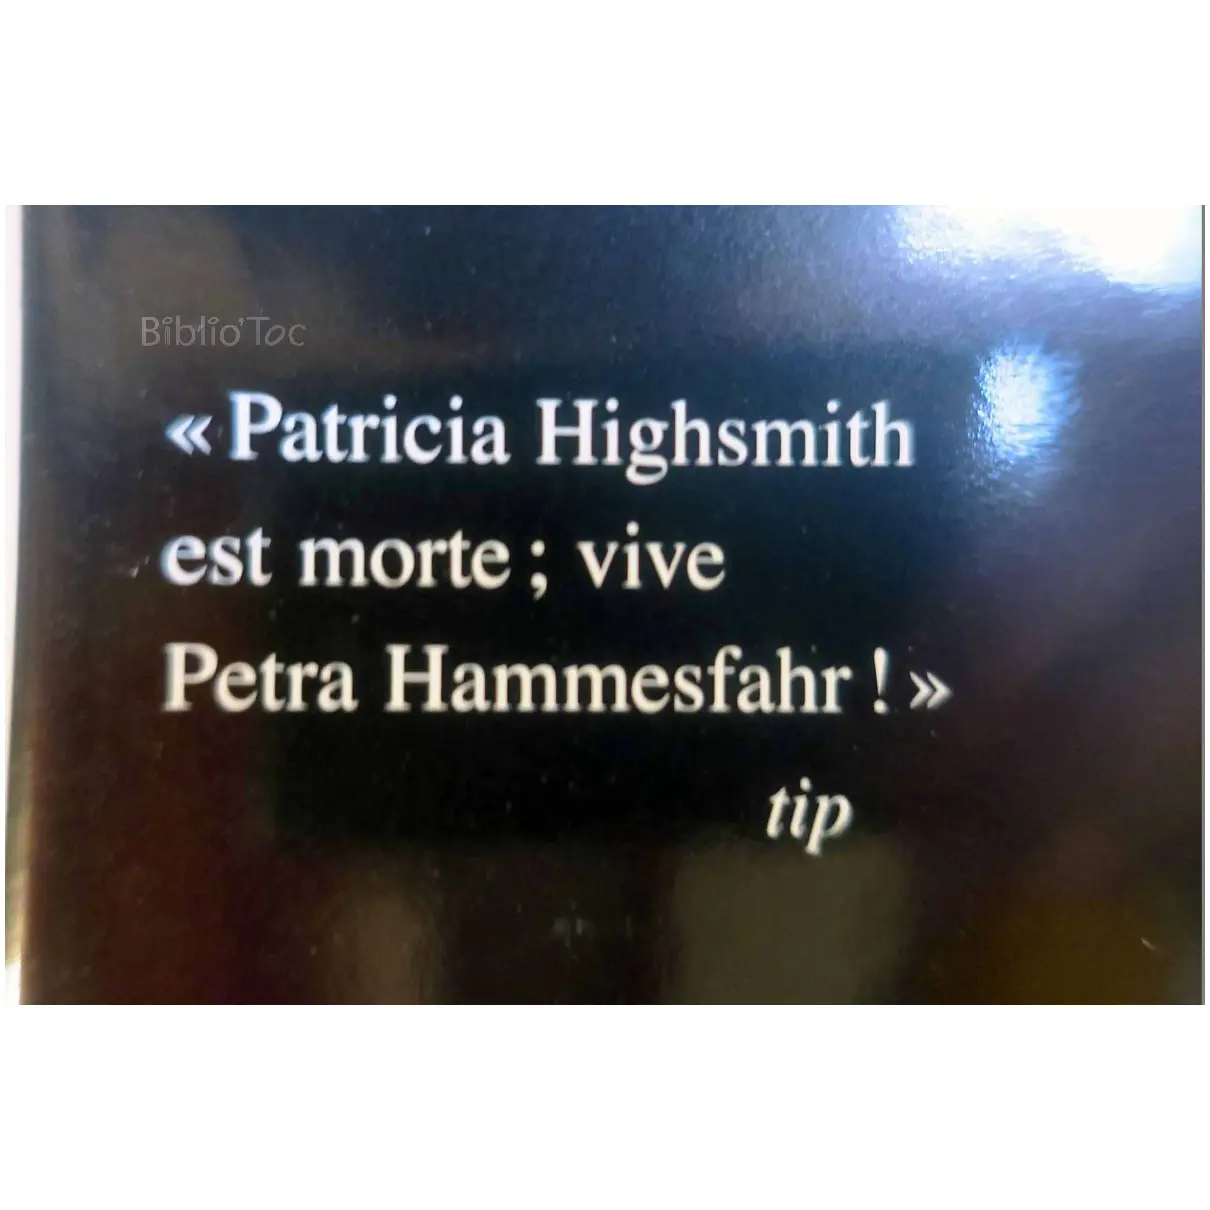 Biblio'Toc
« Patricia Highsmith
est morte ; vive
Petra Hammesfahr ! »
tip